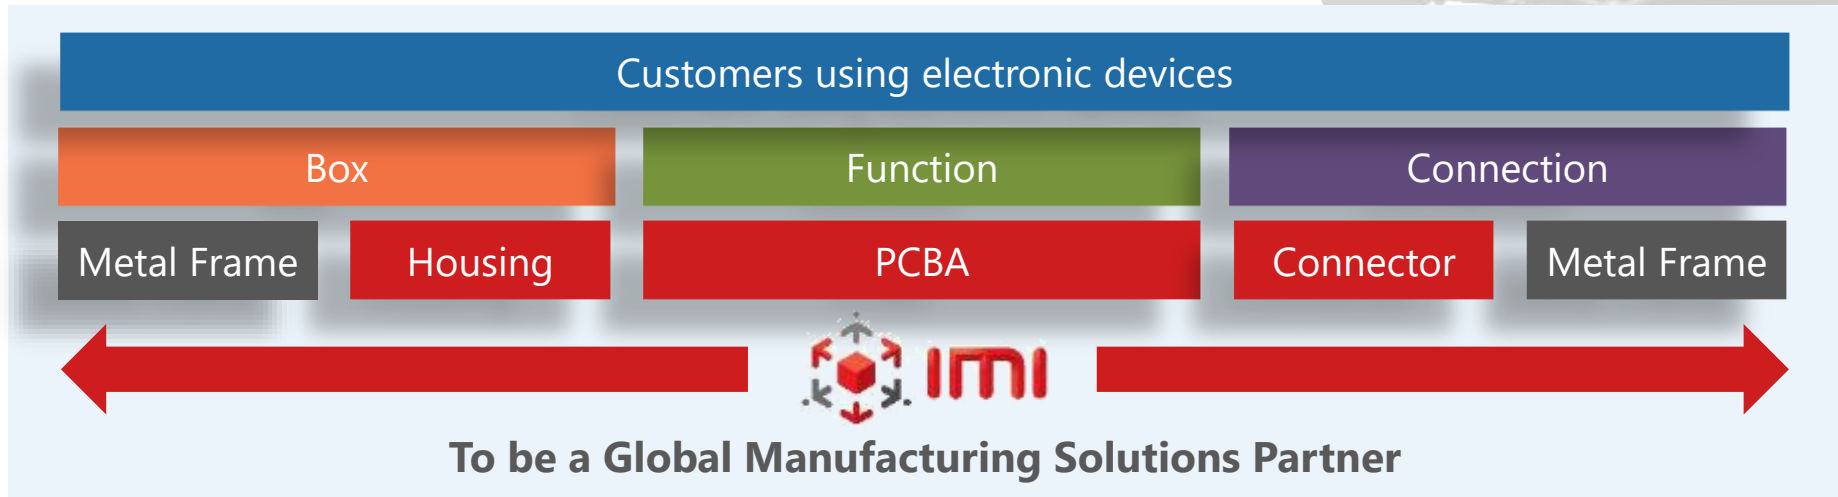 Customers using electronic devices
Box Function Connection
Metal Frame Housing PCBA Connector Metal Frame
IMI
To be a Global Manufacturing Solutions Partner